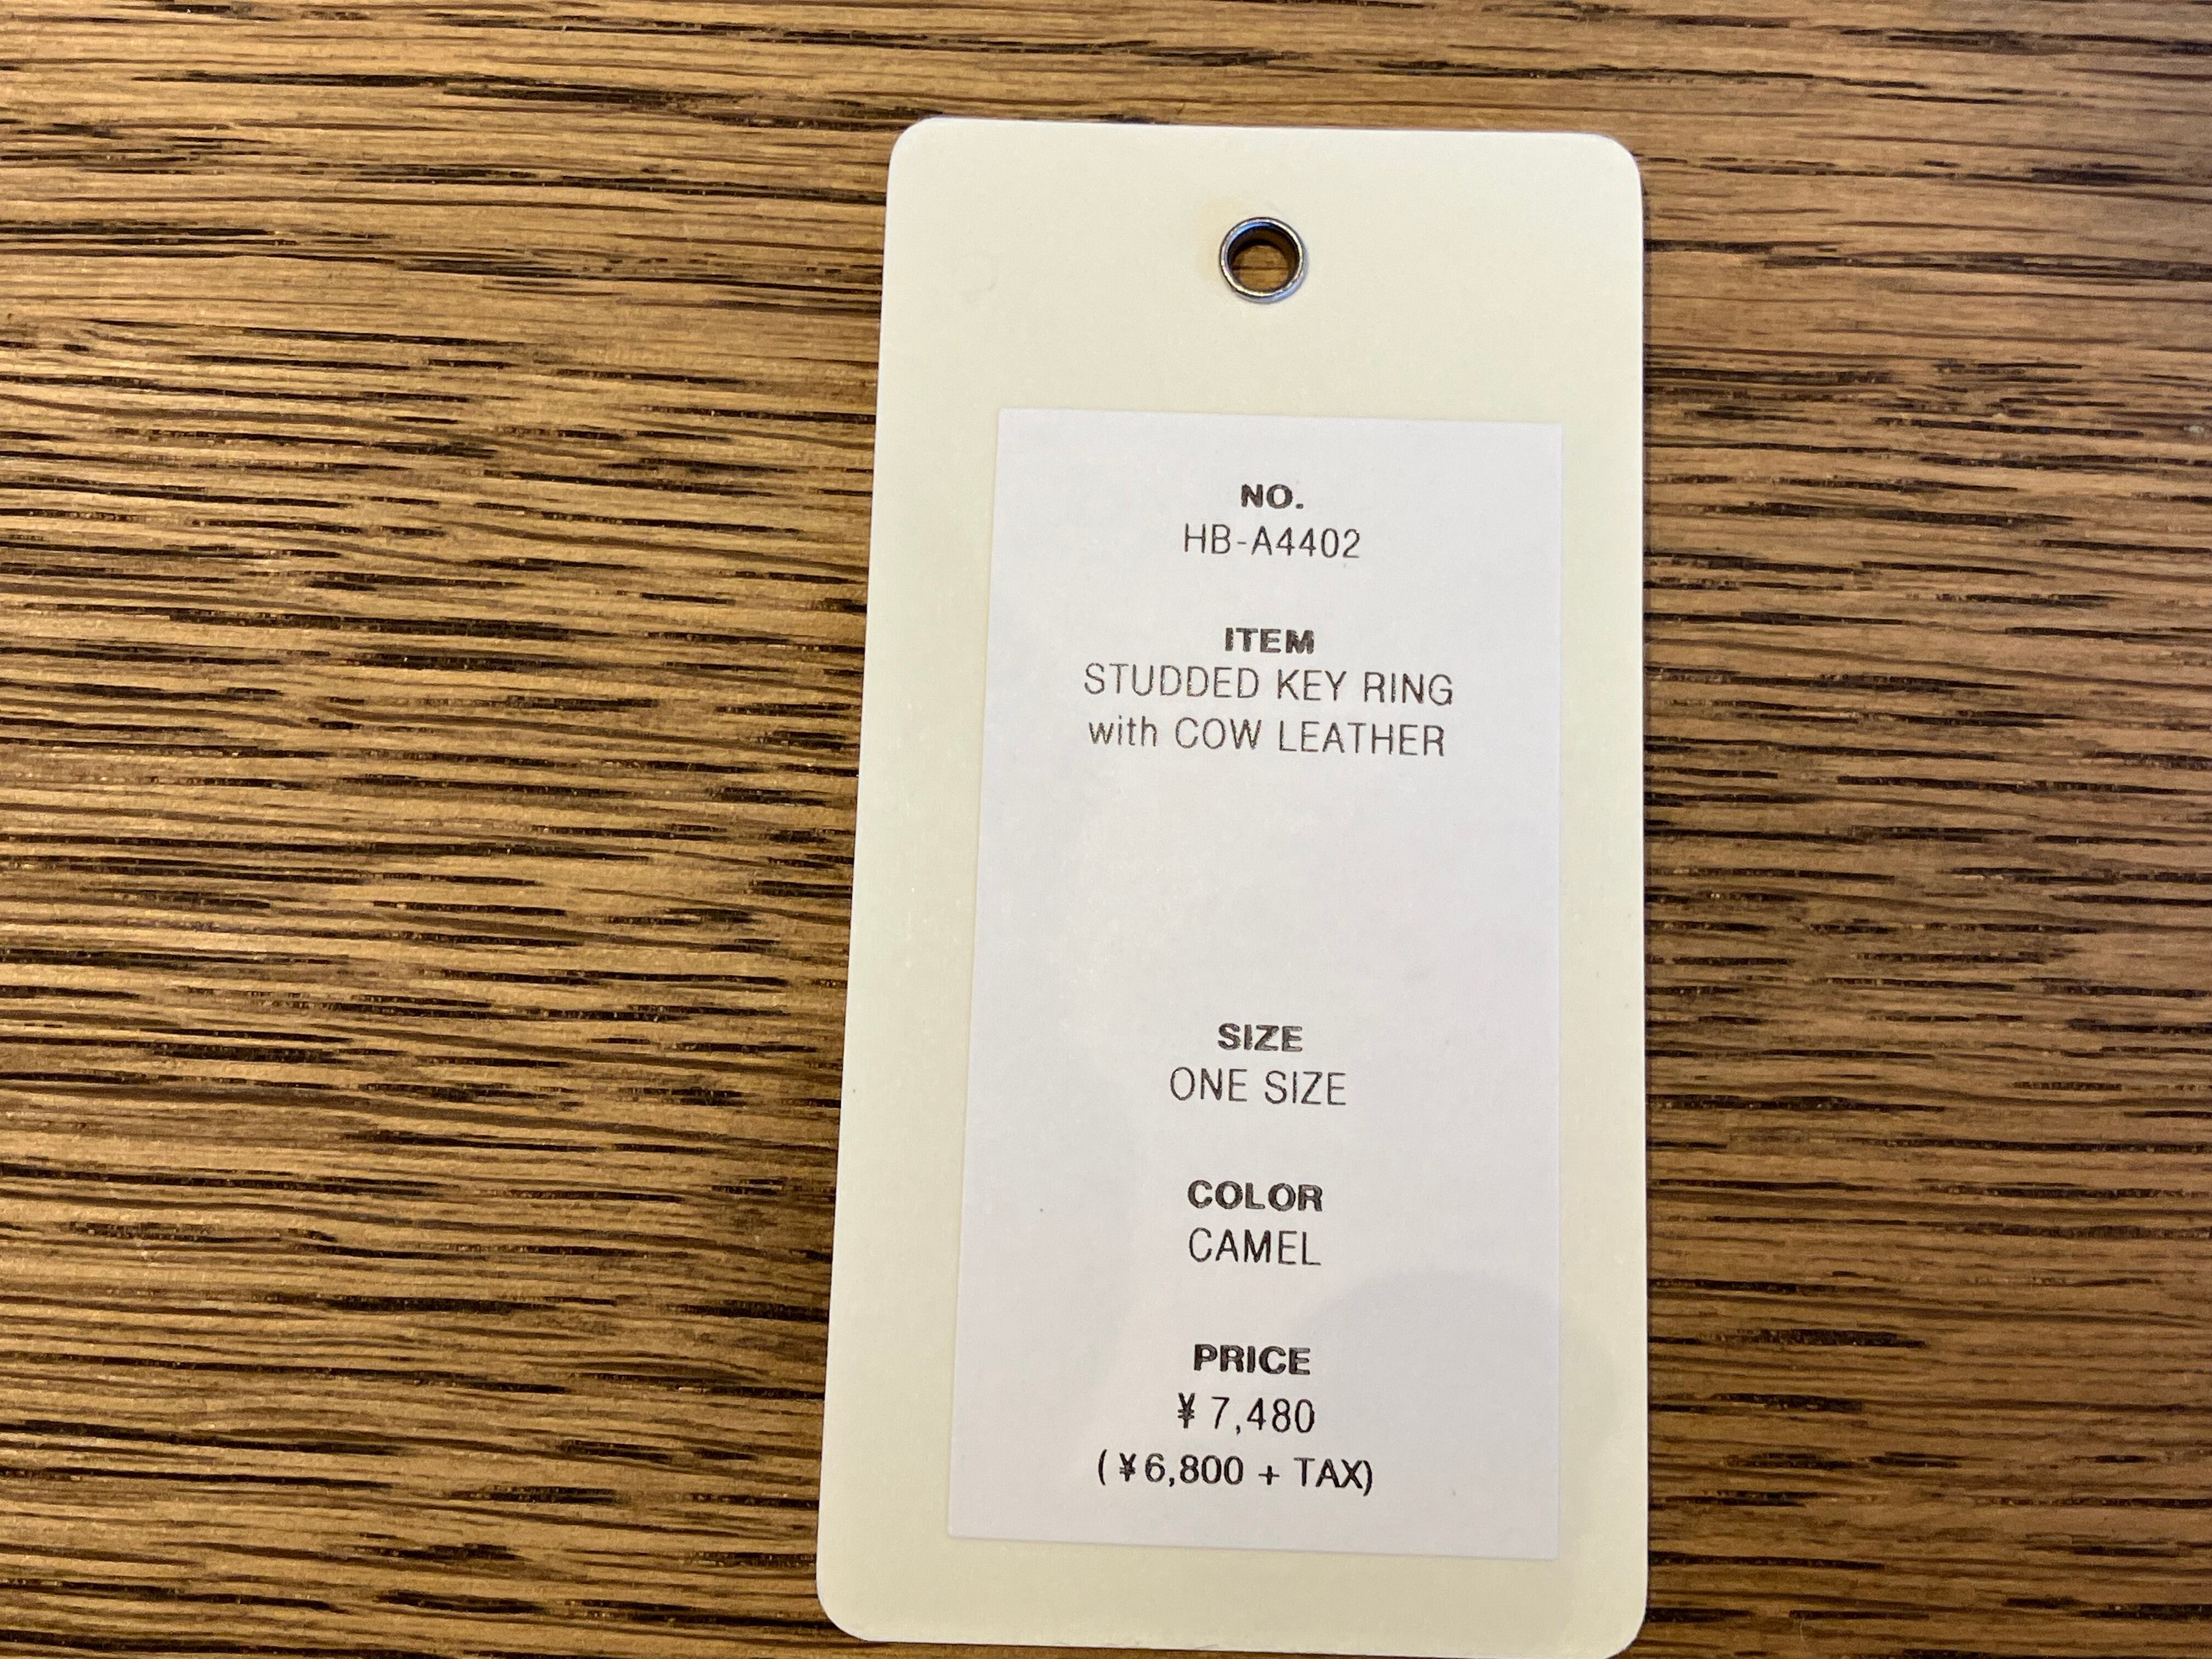 NO.
HB-A4402
ITEM
STUDDED KEY RING
with COW LEATHER
SIZE
ONE SIZE
COLOR
CAMEL
PRICE
¥ 7,480
(¥6,800 + TAX)